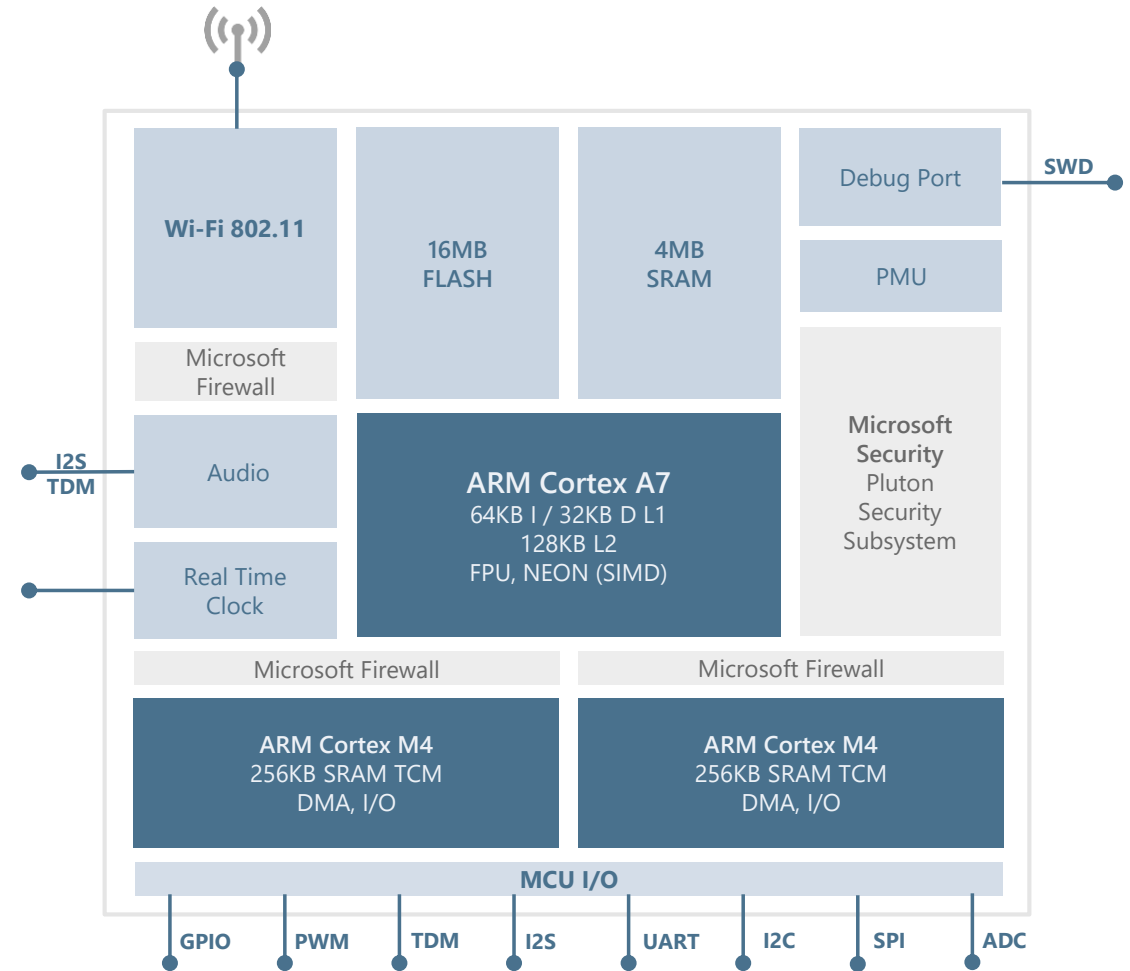 Wi-Fi 802.11
16MB
FLASH
4MB
SRAM
Debug Port
SWD
PMU
Microsoft
Firewall
Audio
I2S
TDM
Real Time
Clock
ARM Cortex A7
64KB I / 32KB D L1
128KB L2
FPU, NEON (SIMD)
Microsoft
Security
Pluton
Security
Subsystem
Microsoft Firewall
Microsoft Firewall
ARM Cortex M4
256KB SRAM TCM
DMA, I/O
ARM Cortex M4
256KB SRAM TCM
DMA, I/O
MCU I/O
GPIO
PWM
TDM
I2S
UART
I2C
SPI
ADC